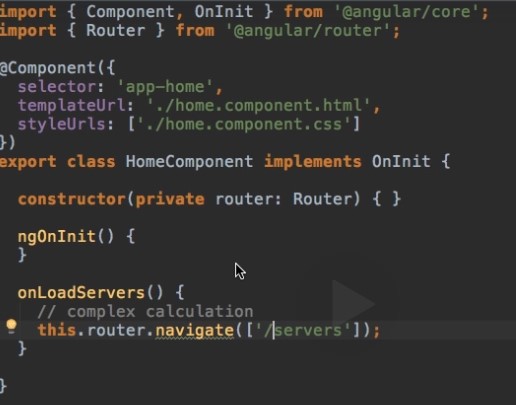 import { Component, OnInit } from '@angular/core';
import { Router } from '@angular/router';
@Component({
selector: 'app-home',
templateUrl: './home.component.html',
styleUrls: ['./home.component.css']
})
export class HomeComponent implements OnInit {
constructor(private router: Router) { }
ngOnInit() {
}
onLoadServers() {
// complex calculation
this.router.navigate(['/servers']);
}
}